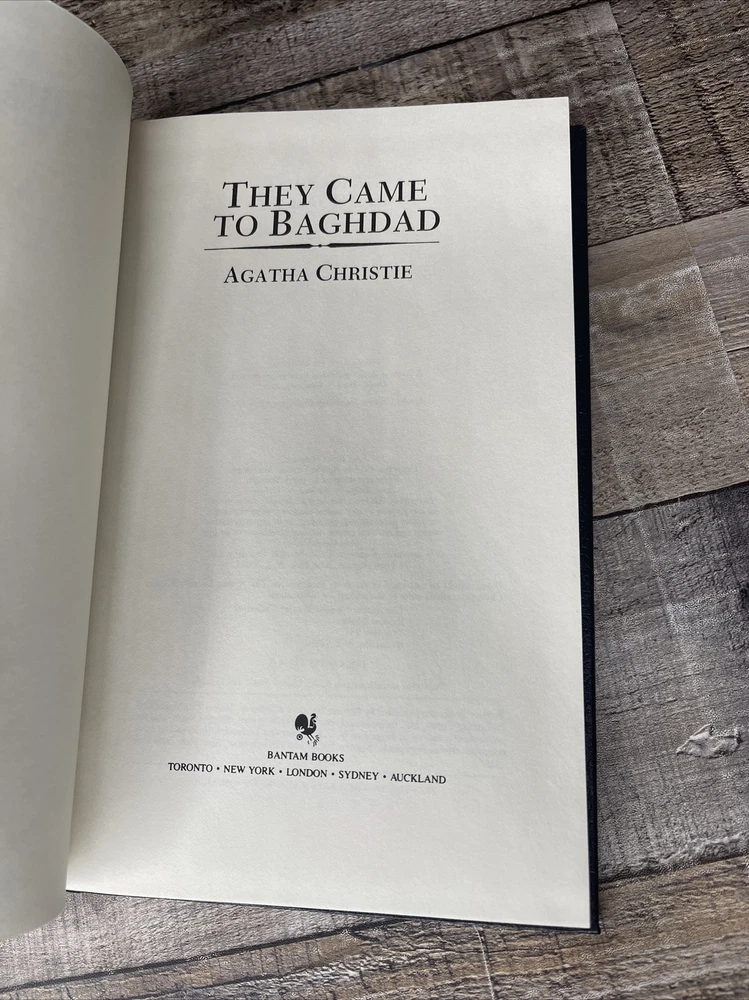 THEY CAME
TO BAGHDAD
AGATHA CHRISTIE
BANTAM BOOKS
TORONTO • NEW YORK • LONDON • SYDNEY • AUCKLAND